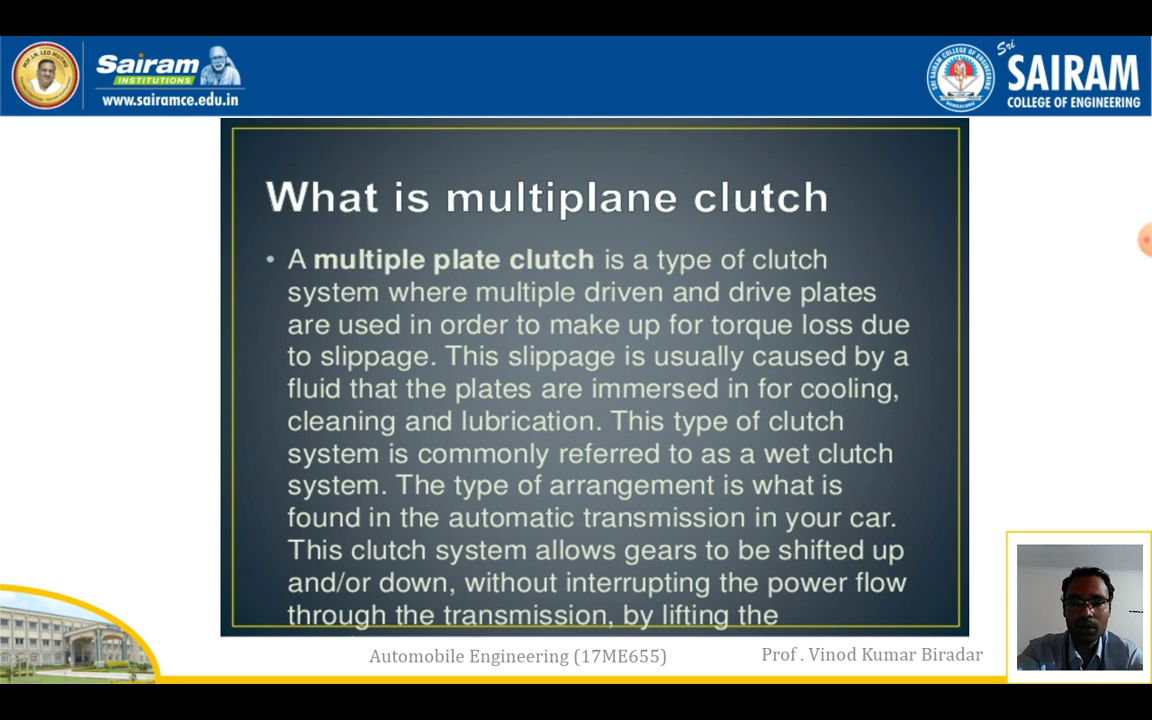 Sairam
INSTITUTIONS
www.sairamce.edu.in
Sri
SAIRAM
COLLEGE OF ENGINEERING
What is multiplane clutch
• A multiple plate clutch is a type of clutch
system where multiple driven and drive plates
are used in order to make up for torque loss due
to slippage. This slippage is usually caused by a
fluid that the plates are immersed in for cooling,
cleaning and lubrication. This type of clutch
system is commonly referred to as a wet clutch
system. The type of arrangement is what is
found in the automatic transmission in your car.
This clutch system allows gears to be shifted up
and/or down, without interrupting the power flow
through the transmission, by lifting the
Automobile Engineering (17ME655)
Prof . Vinod Kumar Biradar